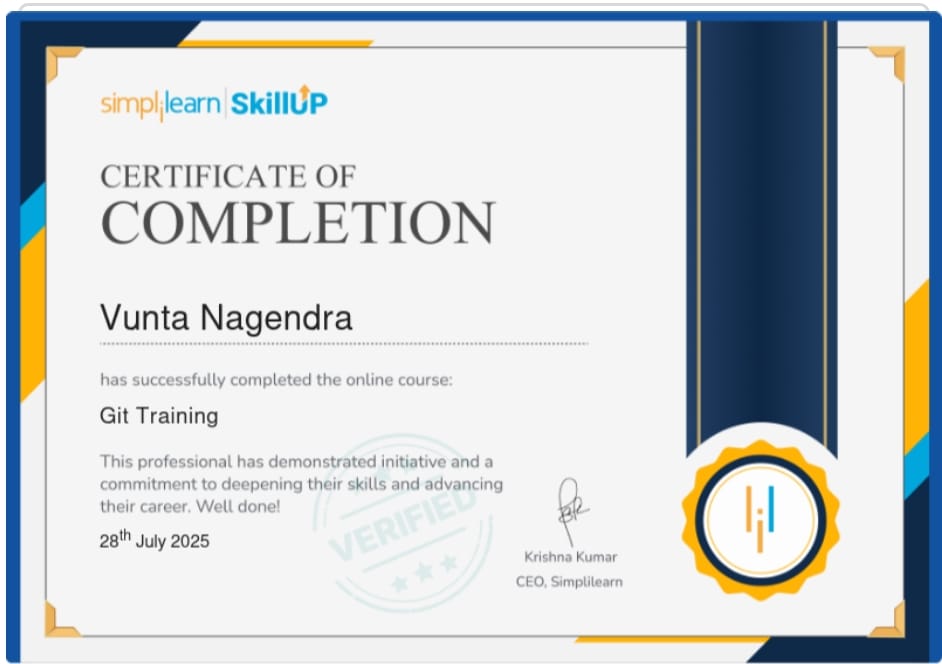 simplilearn | SkillUP
CERTIFICATE OF
COMPLETION
Vunta Nagendra
has successfully completed the online course:
Git Training
This professional has demonstrated initiative and a
commitment to deepening their skills and advancing
their career. Well done!
28th July 2025
VERIFIED
Krishna Kumar
CEO, Simplilearn